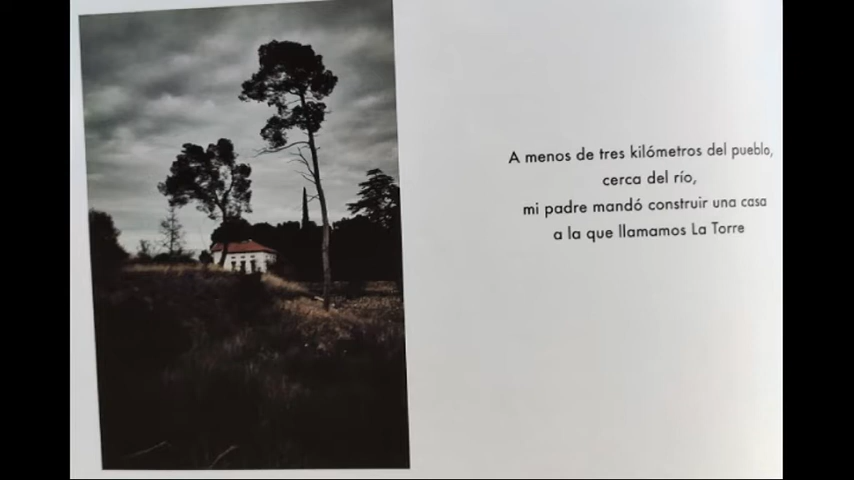 A menos de tres kilómetros del pueblo,
cerca del río,
mi padre mandó construir una casa
a la que llamamos La Torre